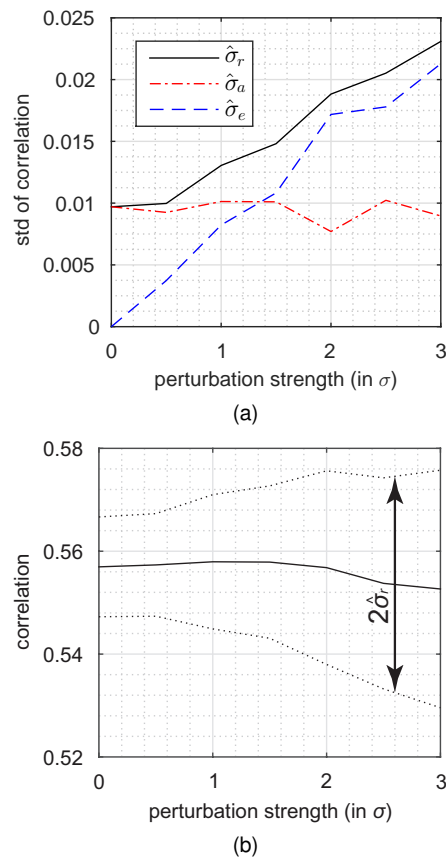 0.025
0.02
0.015
0.01
0.005
0
std of correlation
σ̂r
σ̂a
σ̂e
0 1 2 3
perturbation strength (in σ)
(a)
0.58
0.56
0.54
0.52
correlation
2σ̂r
0 1 2 3
perturbation strength (in σ)
(b)